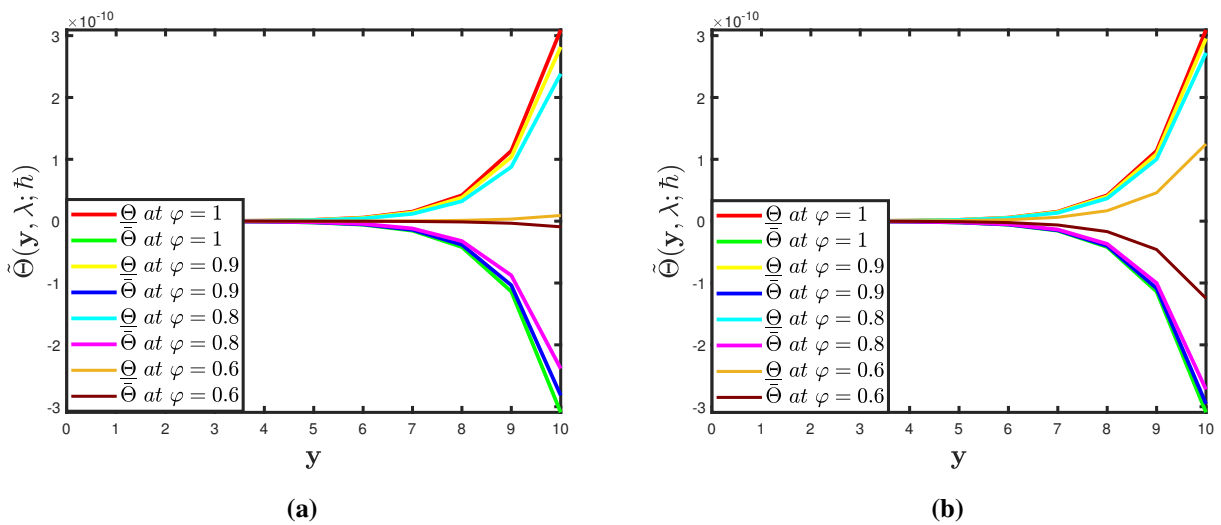 ×10⁻¹⁰
3
2
1
0
-1
-2
-3
Θ̃(y, λ; ħ)
Θ̲ at φ = 1
Θ̄ at φ = 1
Θ̲ at φ = 0.9
Θ̄ at φ = 0.9
Θ̲ at φ = 0.8
Θ̄ at φ = 0.8
Θ̲ at φ = 0.6
Θ̄ at φ = 0.6
0 1 2 3 4 5 6 7 8 9 10
y
(a)
×10⁻¹⁰
3
2
1
0
-1
-2
-3
Θ̃(y, λ; ħ)
Θ̲ at φ = 1
Θ̄ at φ = 1
Θ̲ at φ = 0.9
Θ̄ at φ = 0.9
Θ̲ at φ = 0.8
Θ̄ at φ = 0.8
Θ̲ at φ = 0.6
Θ̄ at φ = 0.6
0 1 2 3 4 5 6 7 8 9 10
y
(b)